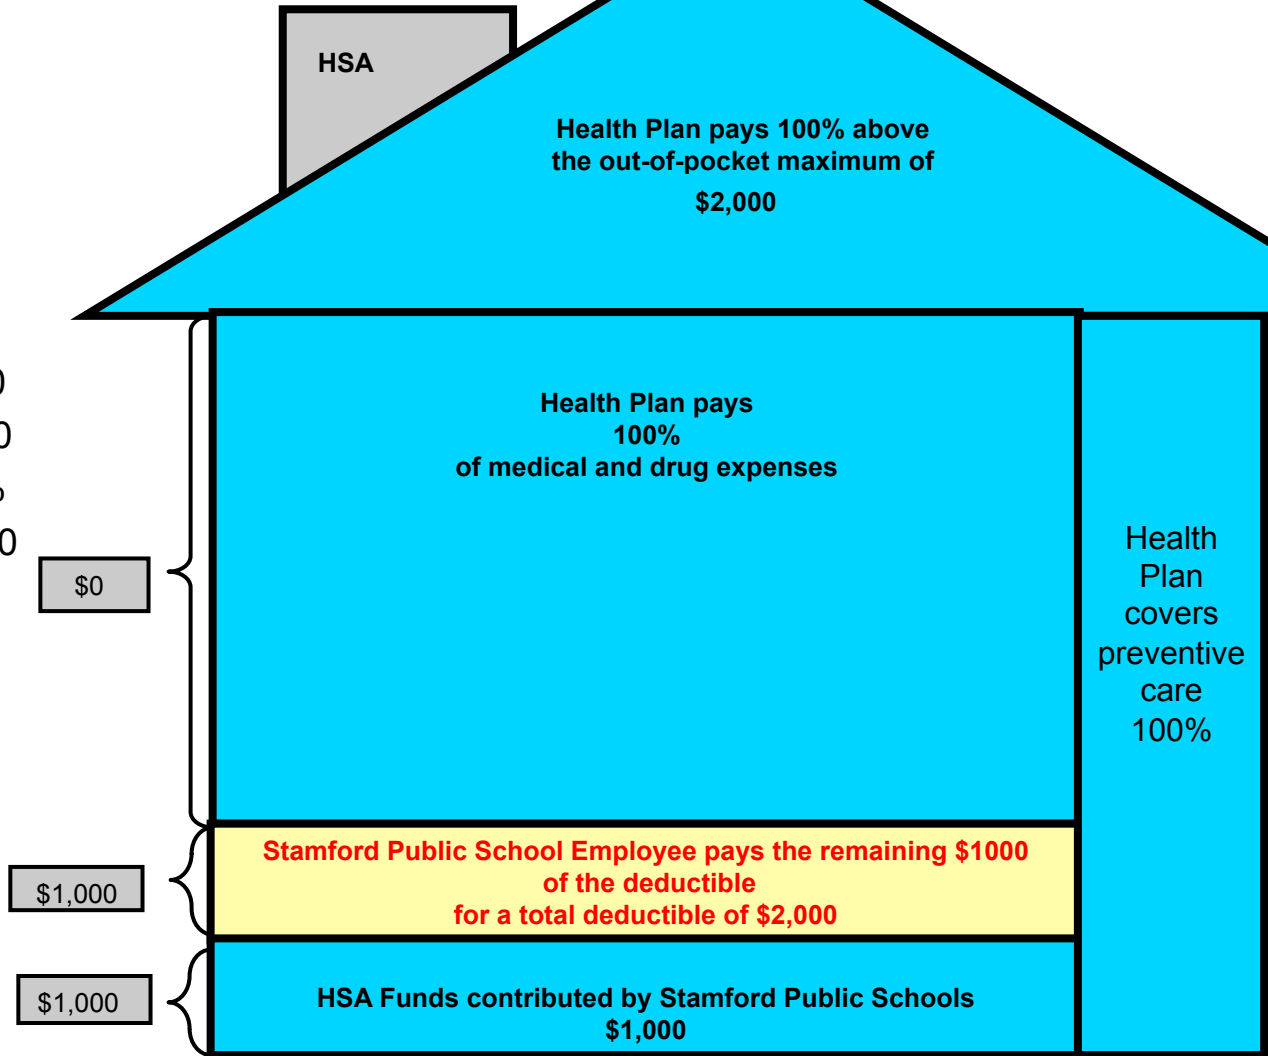 HSA
Health Plan pays 100% above
the out-of-pocket maximum of
$2,000
Health Plan pays
100%
of medical and drug expenses
$0
Health
Plan
covers
preventive
care
100%
Stamford Public School Employee pays the remaining $1000
of the deductible
for a total deductible of $2,000
$1,000
HSA Funds contributed by Stamford Public Schools
$1,000
$1,000